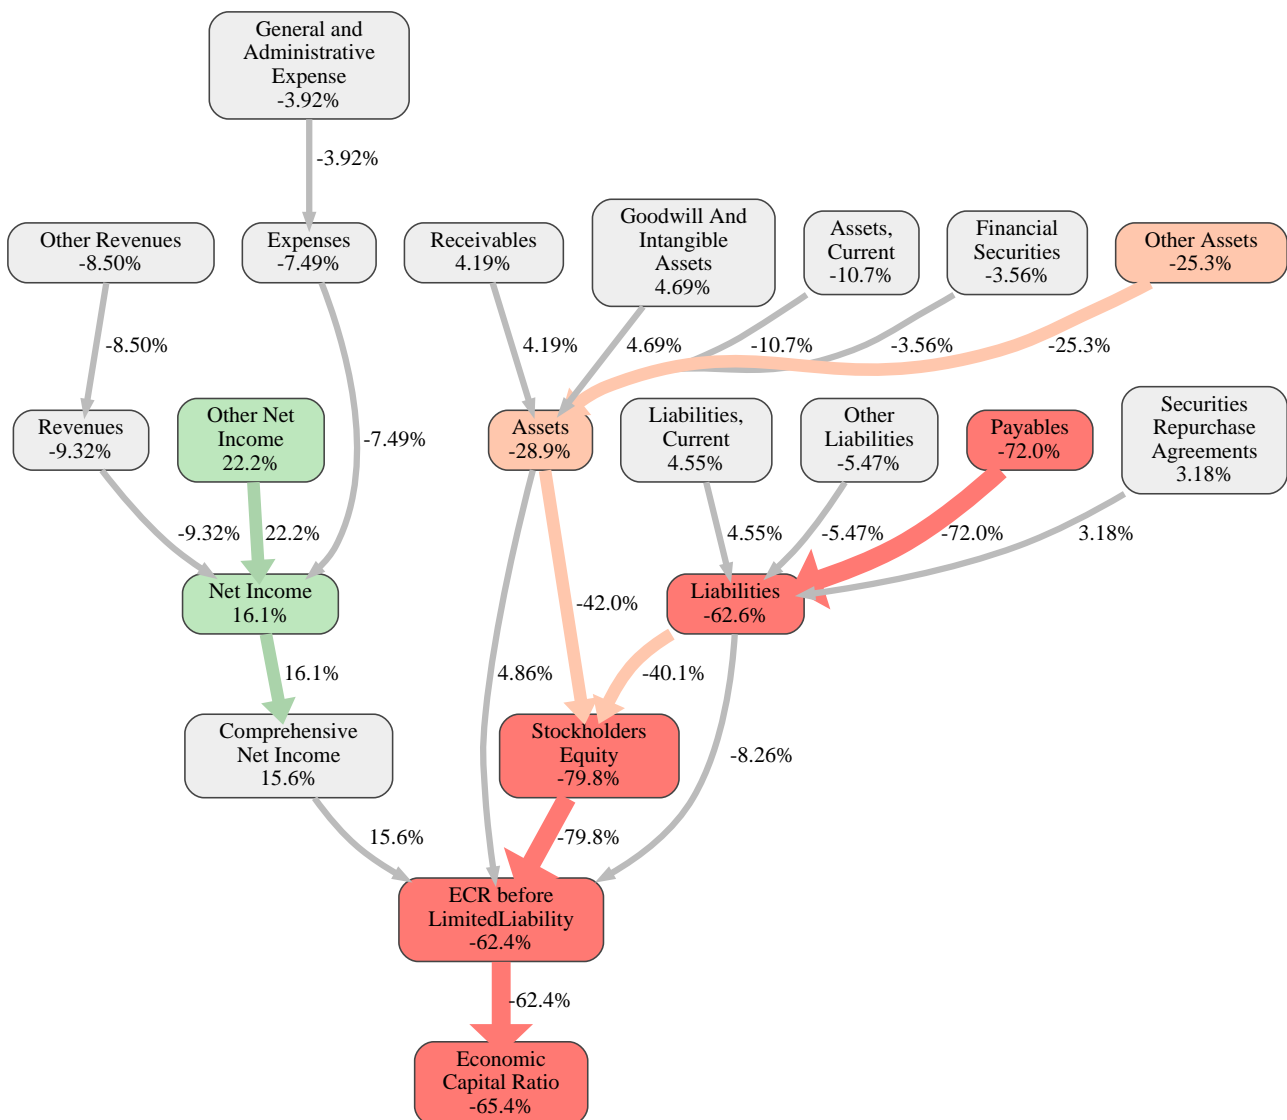 General and
Administrative
Expense
-3.92%
-3.92%
Other Revenues
-8.50%
Expenses
-7.49%
Receivables
4.19%
Goodwill And
Intangible
Assets
4.69%
Assets,
Current
-10.7%
Financial
Securities
-3.56%
Other Assets
-25.3%
-8.50%
4.19%
4.69%
-10.7%
-3.56%
-25.3%
Revenues
-9.32%
Other Net
Income
22.2%
-7.49%
Assets
-28.9%
Liabilities,
Current
4.55%
Other
Liabilities
-5.47%
Payables
-72.0%
Securities
Repurchase
Agreements
3.18%
-9.32%
22.2%
4.55%
-5.47%
-72.0%
3.18%
Net Income
16.1%
-42.0%
Liabilities
-62.6%
16.1%
4.86%
-40.1%
Comprehensive
Net Income
15.6%
Stockholders
Equity
-79.8%
-8.26%
15.6%
-79.8%
ECR before
LimitedLiability
-62.4%
-62.4%
Economic
Capital Ratio
-65.4%